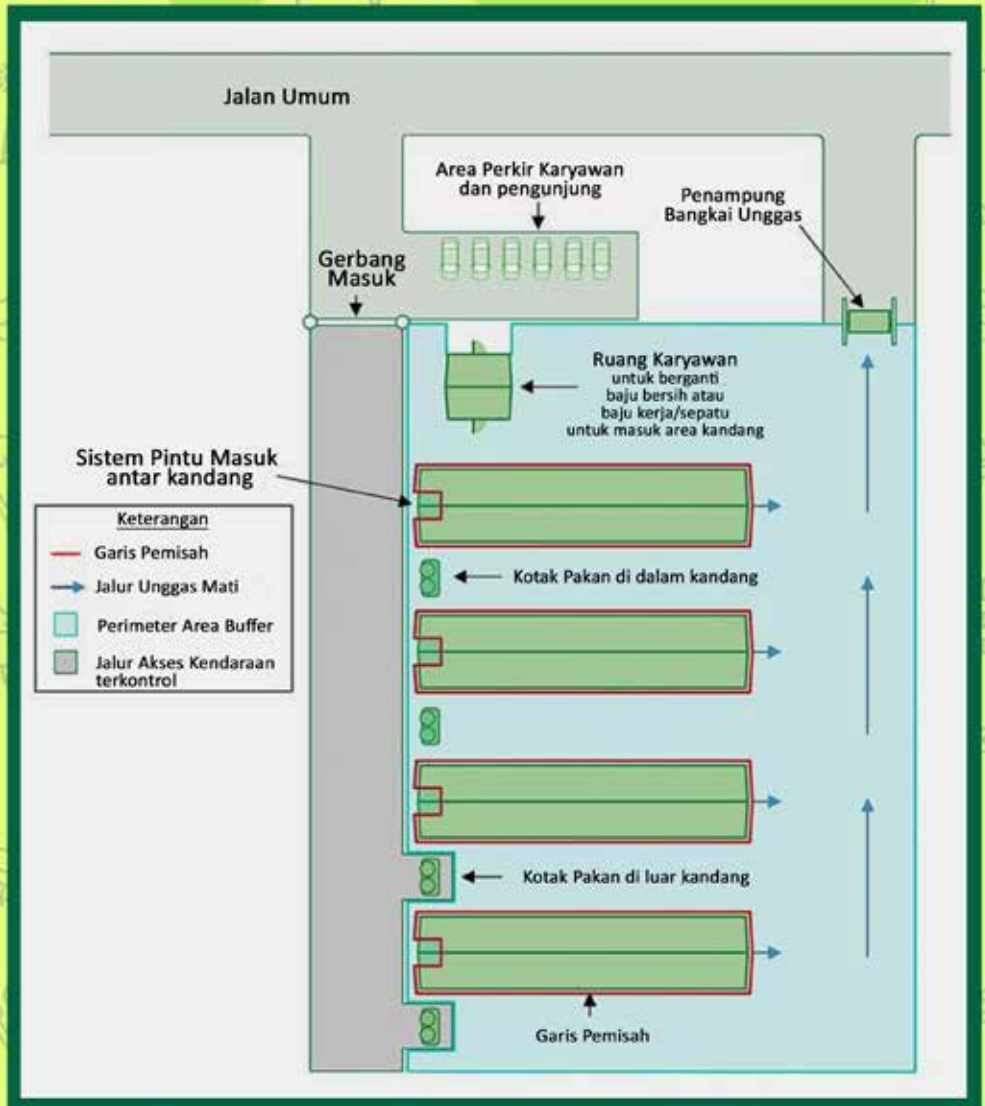 Jalan Umum
Area Perkir Karyawan
dan pengunjung
Penampung
Bangkai Unggas
Gerbang
Masuk
Ruang Karyawan
untuk berganti
baju bersih atau
baju kerja/sepatu
untuk masuk area kandang
Sistem Pintu Masuk
antar kandang
Keterangan
Garis Pemisah
Jalur Unggas Mati
Perimeter Area Buffer
Jalur Akses Kendaraan
terkontrol
Kotak Pakan di dalam kandang
Kotak Pakan di luar kandang
Garis Pemisah